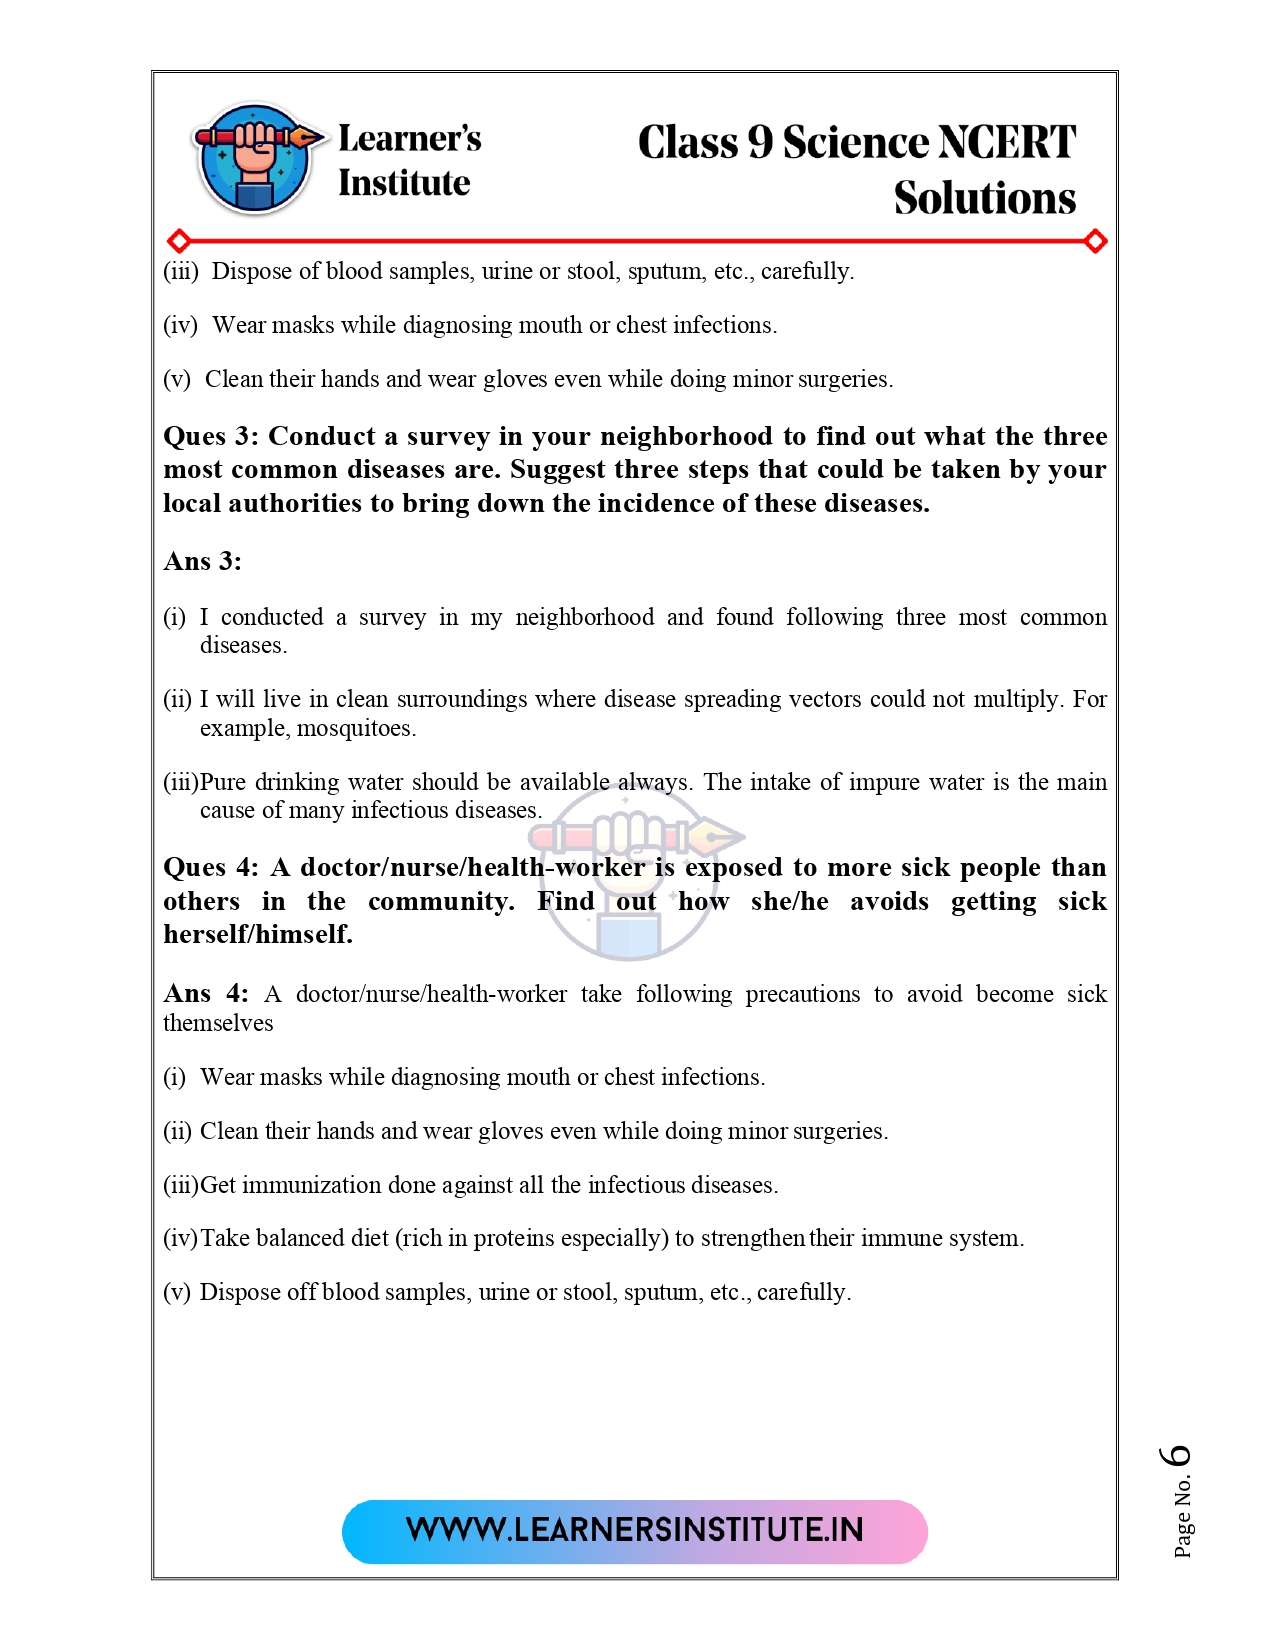 Learner's
Institute
Class 9 Science NCERT
Solutions
(iii) Dispose of blood samples, urine or stool, sputum, etc., carefully.
(iv) Wear masks while diagnosing mouth or chest infections.
(v) Clean their hands and wear gloves even while doing minor surgeries.
Ques 3: Conduct a survey in your neighborhood to find out what the three
most common diseases are. Suggest three steps that could be taken by your
local authorities to bring down the incidence of these diseases.
Ans 3:
(i) I conducted a survey in my neighborhood and found following three most common
diseases.
(ii) I will live in clean surroundings where disease spreading vectors could not multiply. For
example, mosquitoes.
(iii)Pure drinking water should be available always. The intake of impure water is the main
cause of many infectious diseases.
Ques 4: A doctor/nurse/health-worker is exposed to more sick people than
others in the community. Find out how she/he avoids getting sick
herself/himself.
Ans 4: A doctor/nurse/health-worker take following precautions to avoid become sick
themselves
(i) Wear masks while diagnosing mouth or chest infections.
(ii) Clean their hands and wear gloves even while doing minor surgeries.
(iii)Get immunization done against all the infectious diseases.
(iv)Take balanced diet (rich in proteins especially) to strengthen their immune system.
(v) Dispose off blood samples, urine or stool, sputum, etc., carefully.
Page No. 6
WWW.LEARNERSINSTITUTE.IN